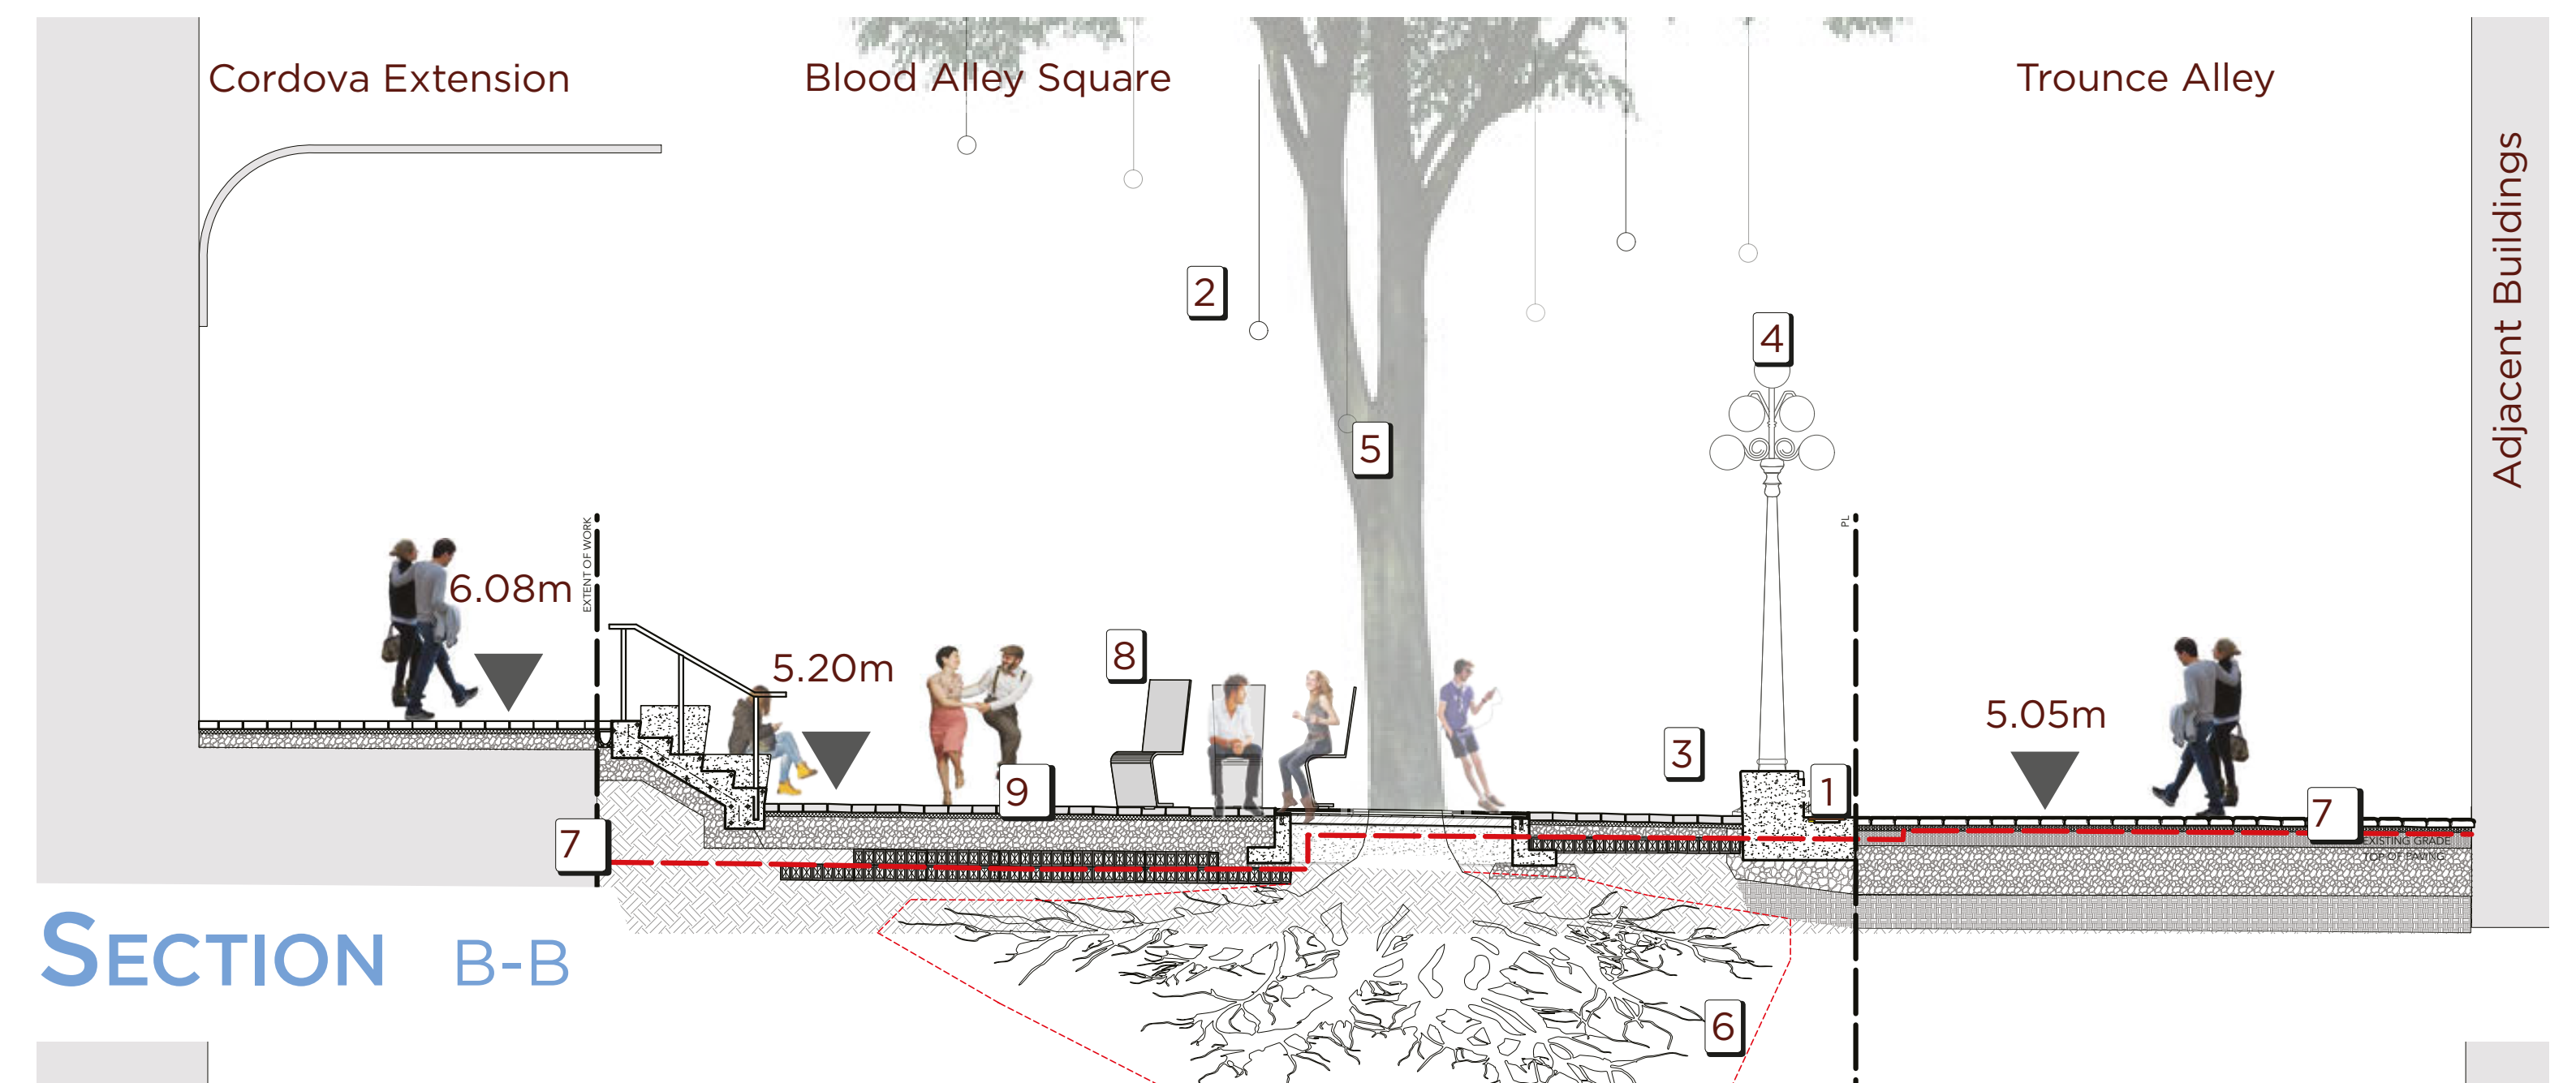 Cordova Extension
Blood Alley Square
Trounce Alley
Adjacent Buildings
2
4
5
EXTENT OF WORK
PL
6.08m
5.20m
8
5.05m
3
9
1
7
7
EXISTING GRADE
TOP OF PAVING
SECTION B-B
6